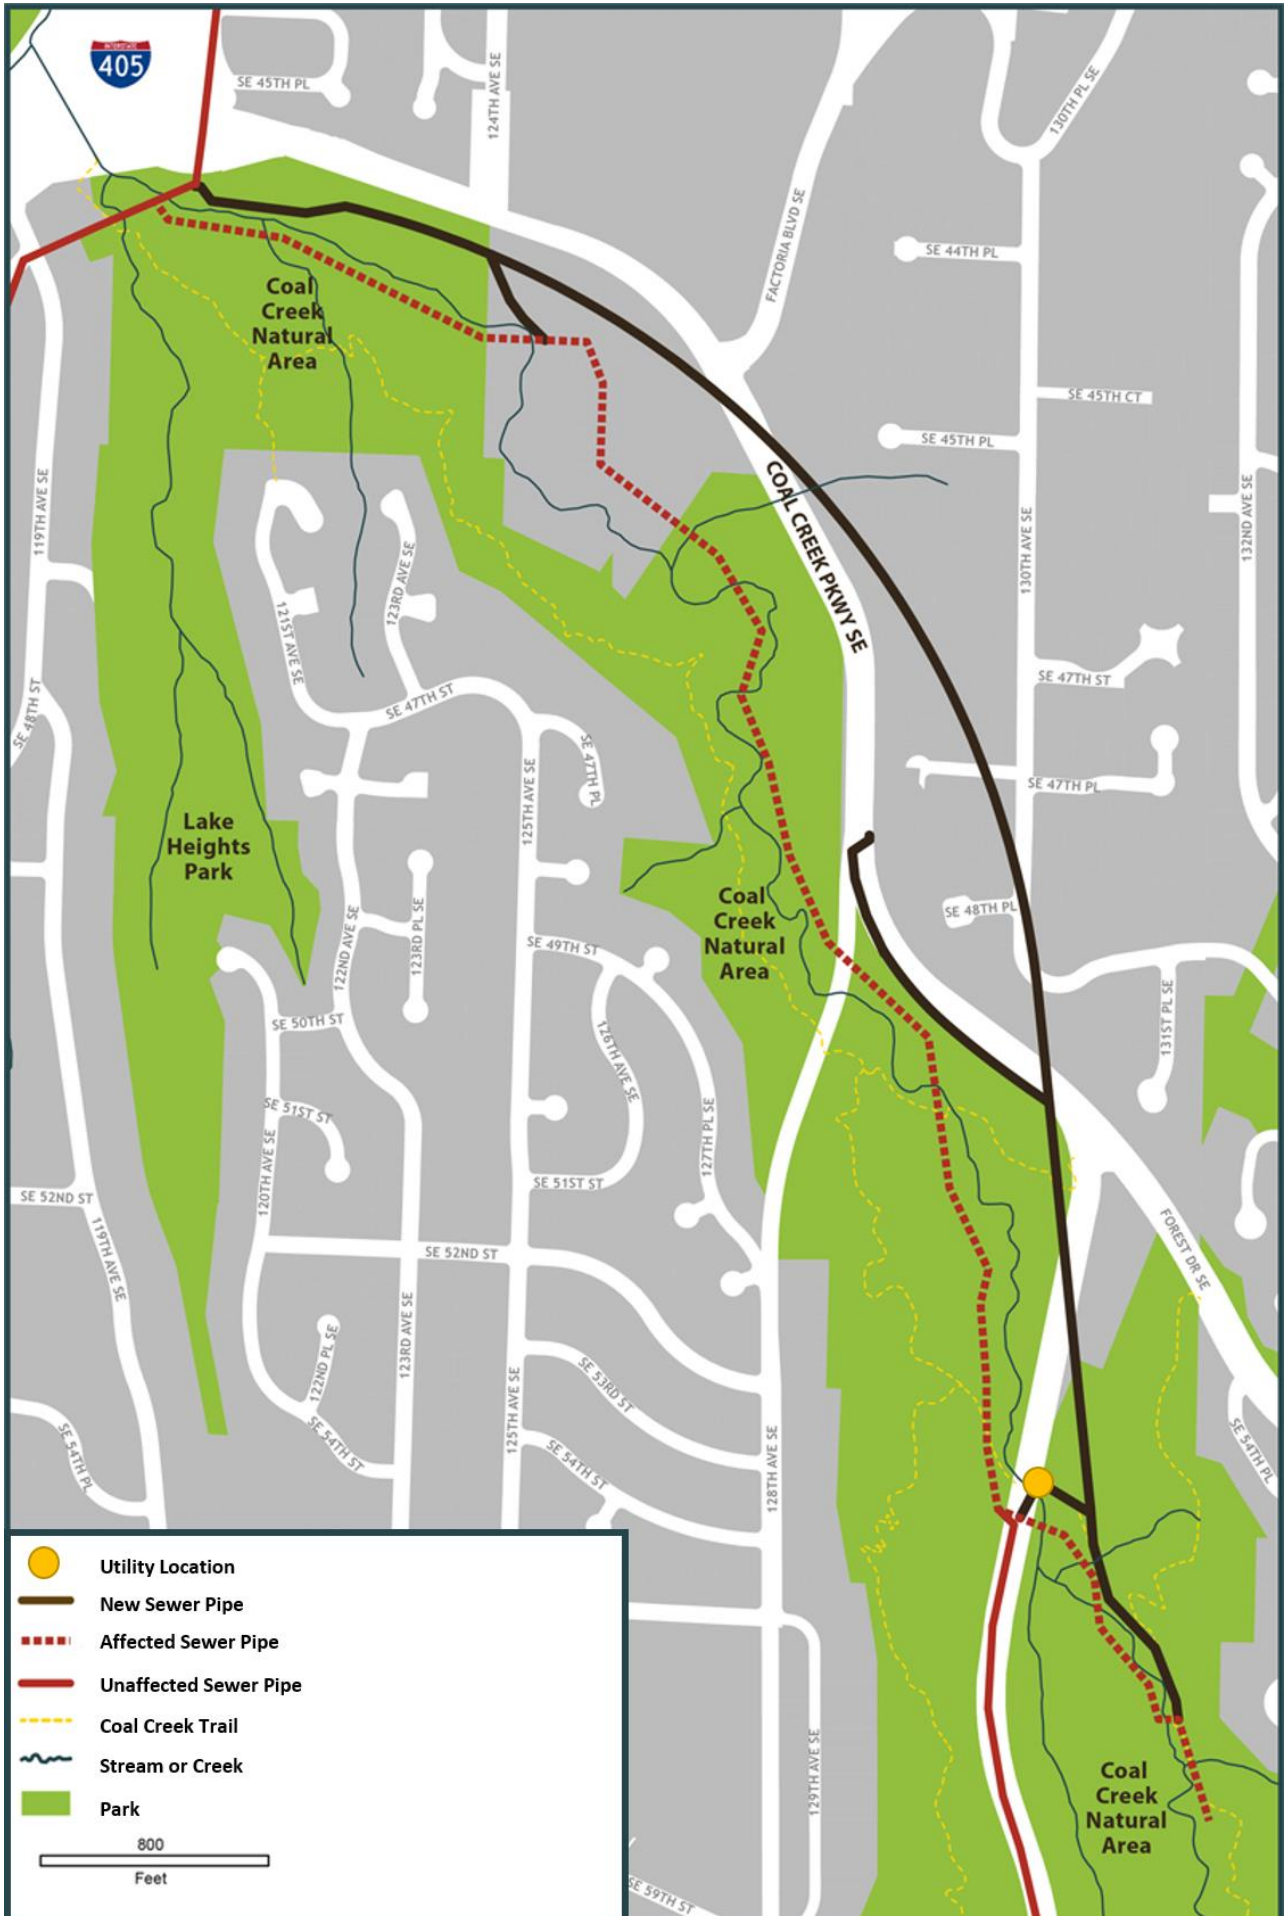 INTERSTATE
405
SE 45TH PL
124TH AVE SE
130TH PL SE
FACTORIA BLVD SE
SE 44TH PL
Coal
Creek
Natural
Area
SE 45TH CT
SE 45TH PL
COAL CREEK PKWY SE
119TH AVE SE
132ND AVE SE
130TH AVE SE
121ST AVE SE
123RD AVE SE
SE 47TH ST
SE 48TH ST
SE 47TH ST
SE 47TH PL
SE 47TH PL
125TH AVE SE
Lake
Heights
Park
Coal
Creek
Natural
Area
SE 48TH PL
122ND AVE SE
123RD PL SE
SE 49TH ST
SE 50TH ST
126TH AVE SE
131ST PL SE
SE 51ST ST
120TH AVE SE
127TH PL SE
SE 51ST ST
SE 52ND ST
119TH AVE SE
SE 52ND ST
FOREST DR SE
122ND PL SE
123RD AVE SE
SE 53RD ST
125TH AVE SE
SE 54TH ST
SE 54TH ST
SE 54TH PL
128TH AVE SE
SE 54TH PL
129TH AVE SE
Coal
Creek
Natural
Area
SE 59TH ST
Utility Location
New Sewer Pipe
Affected Sewer Pipe
Unaffected Sewer Pipe
Coal Creek Trail
Stream or Creek
Park
800
Feet